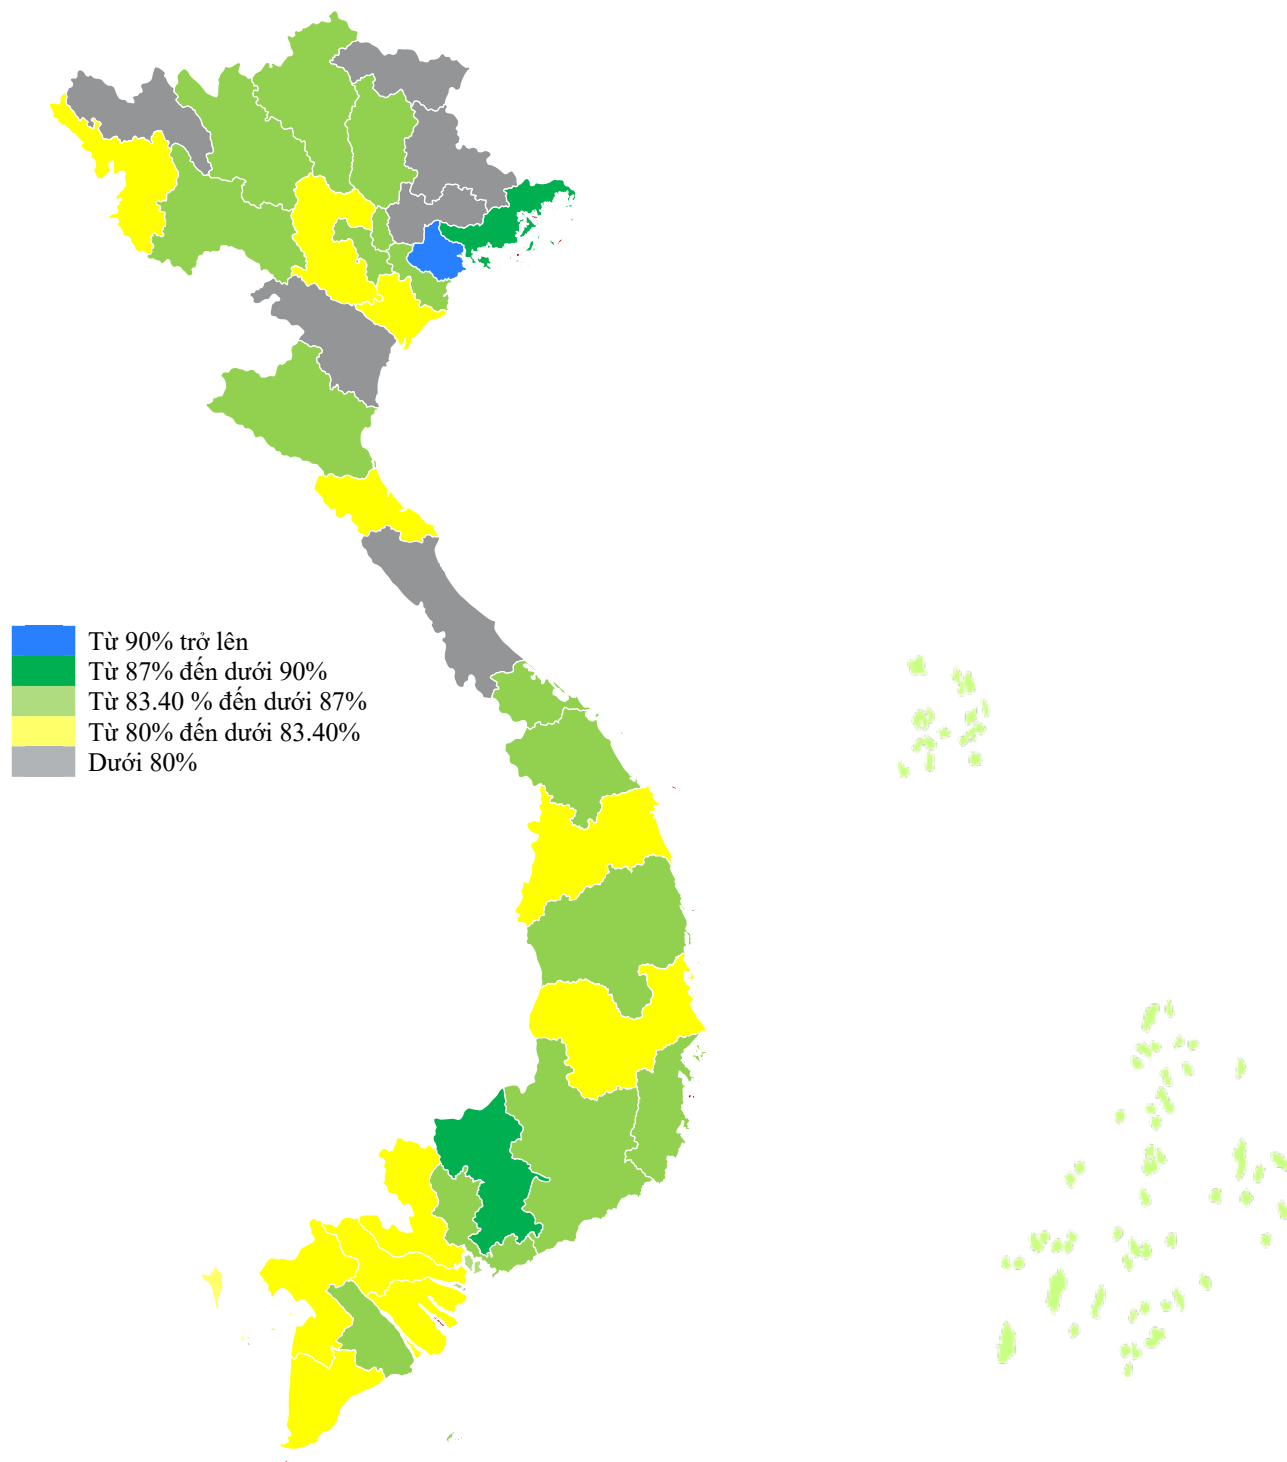 Từ 90% trở lên
Từ 87% đến dưới 90%
Từ 83.40 % đến dưới 87%
Từ 80% đến dưới 83.40%
Dưới 80%